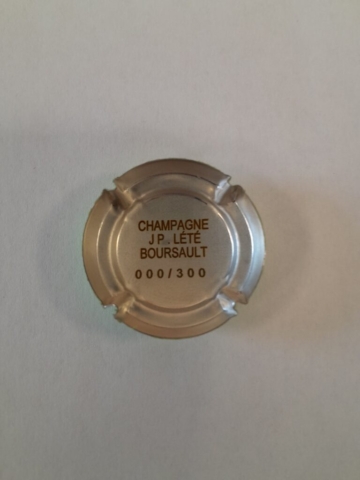 CHAMPAGNE
J P. LÉTÉ
BOURSAULT
000/300